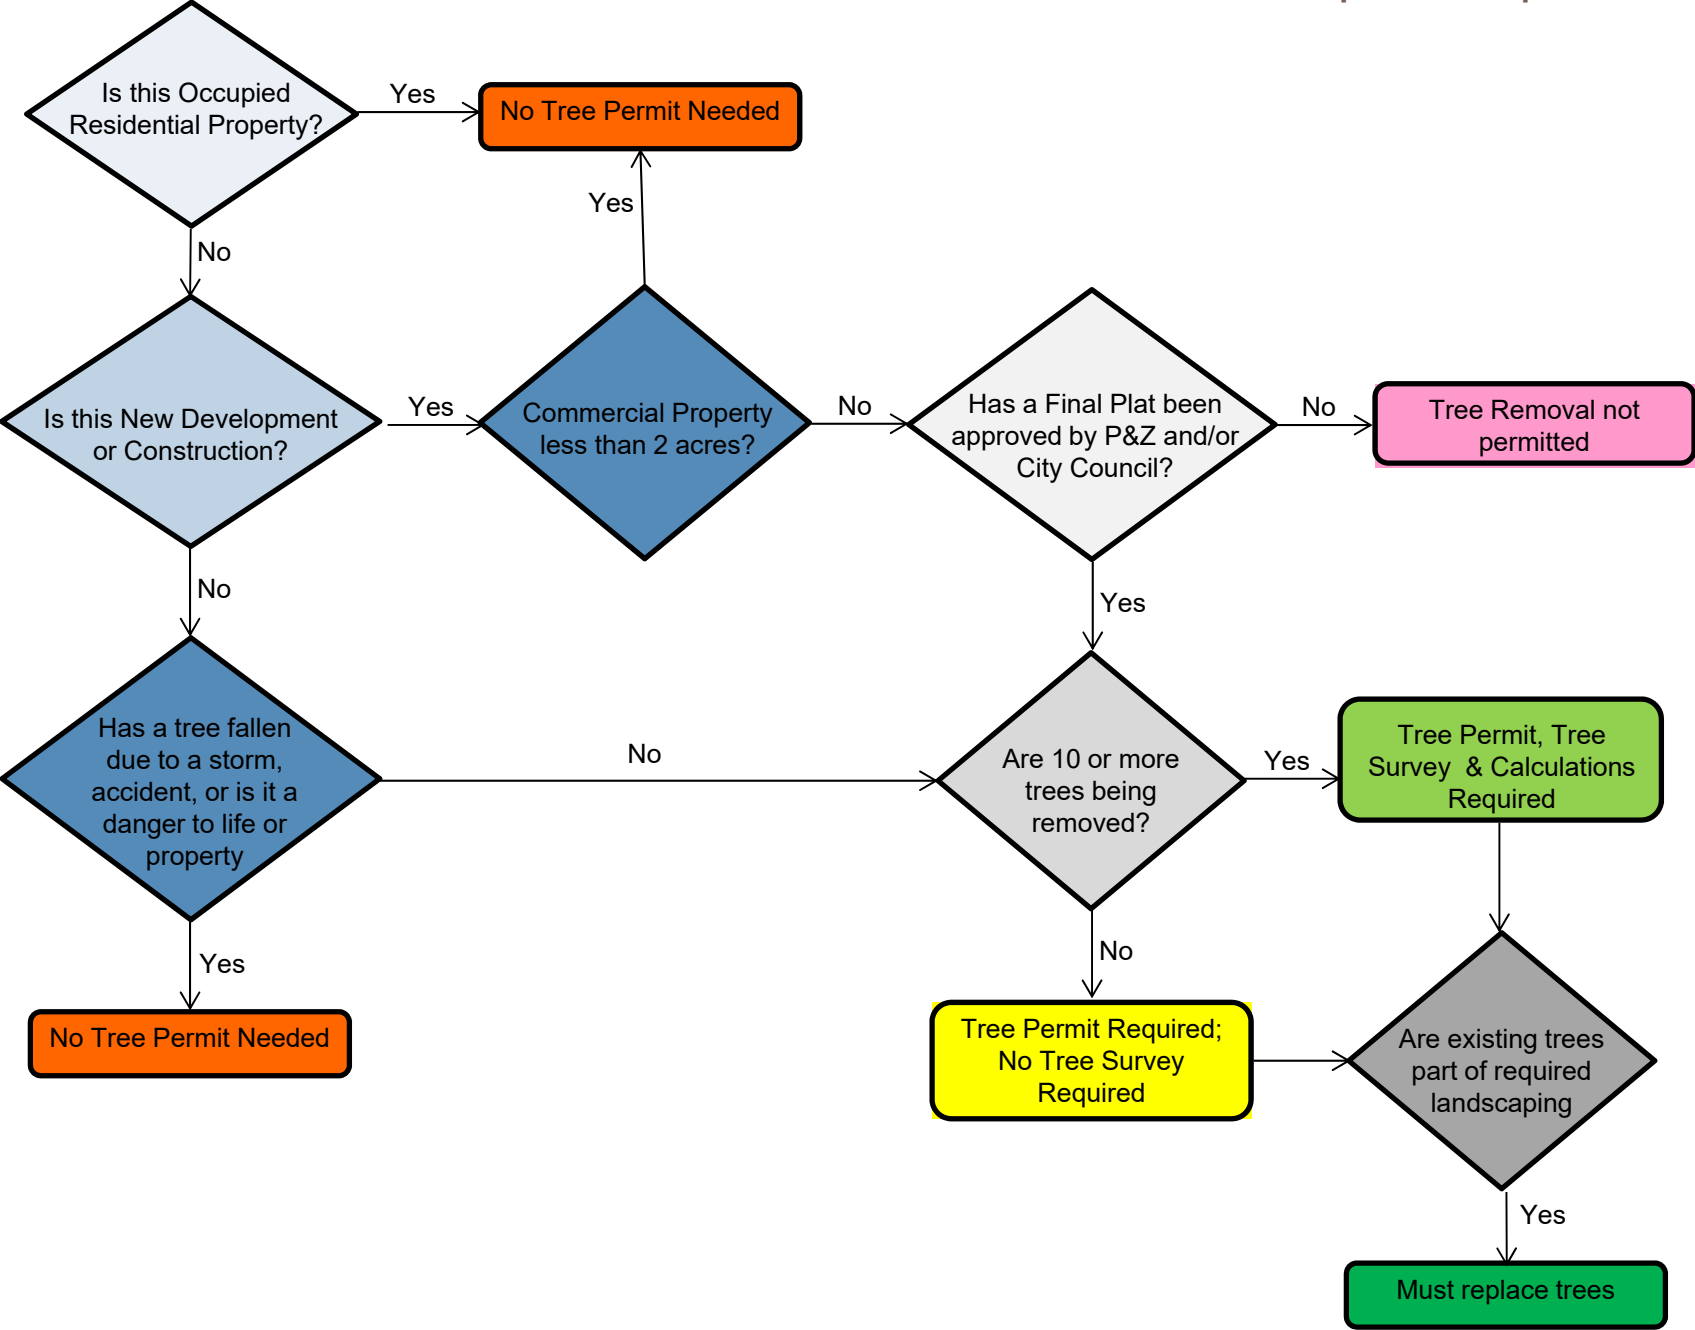 Is this Occupied
Residential Property?
Yes
No Tree Permit Needed
Yes
No
Is this New Development
or Construction?
Yes
Commercial Property
less than 2 acres?
No
Has a Final Plat been
approved by P&Z and/or
City Council?
No
Tree Removal not
permitted
No
Yes
Has a tree fallen
due to a storm,
accident, or is it a
danger to life or
property
No
Are 10 or more
trees being
removed?
Yes
Tree Permit, Tree
Survey & Calculations
Required
Yes
No
No Tree Permit Needed
Tree Permit Required;
No Tree Survey
Required
Are existing trees
part of required
landscaping
Yes
Must replace trees